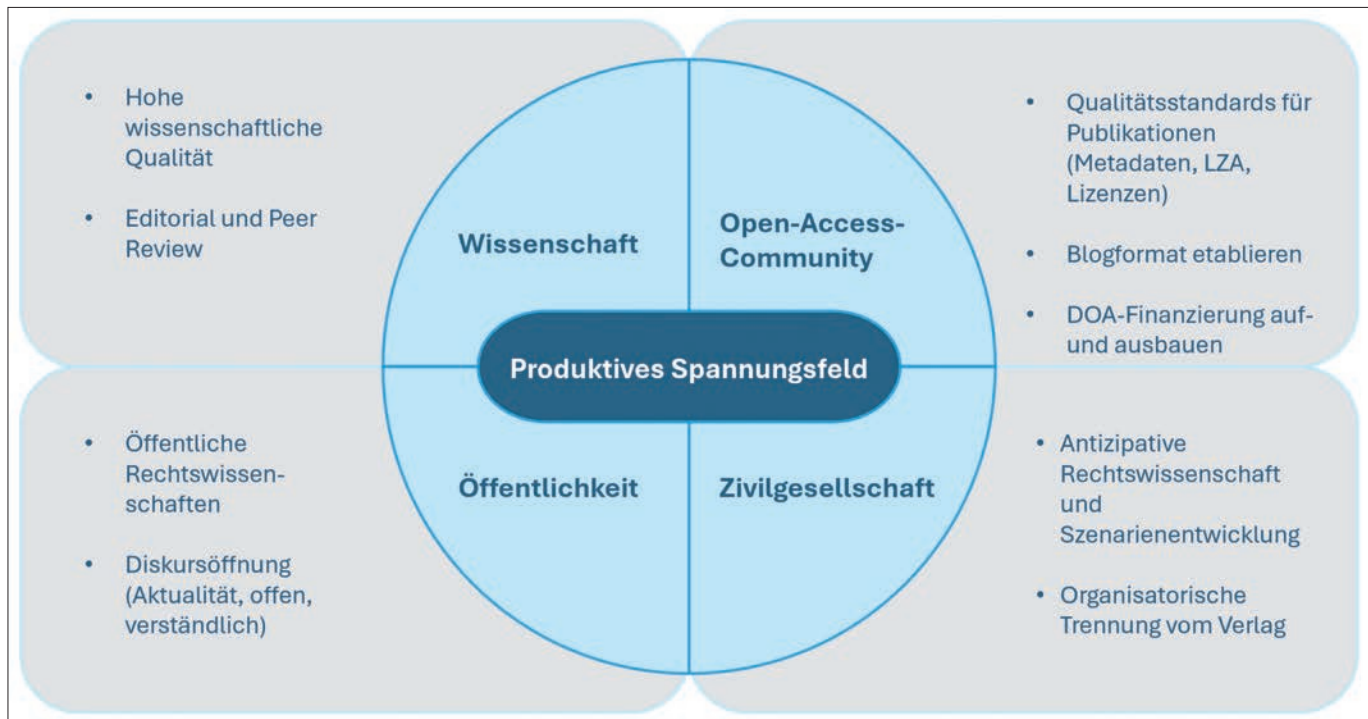 • Hohe
wissenschaftliche
Qualität
• Editorial und Peer
Review
Wissenschaft
Open-Access-
Community
• Qualitätsstandards für
Publikationen
(Metadaten, LZA,
Lizenzen)
• Blogformat etablieren
• DOA-Finanzierung auf-
und ausbauen
Produktives Spannungsfeld
• Öffentliche
Rechtswissen-
schaften
• Diskursöffnung
(Aktualität, offen,
verständlich)
Öffentlichkeit
Zivilgesellschaft
• Antizipative
Rechtswissenschaft
und
Szenarienentwicklung
• Organisatorische
Trennung vom Verlag